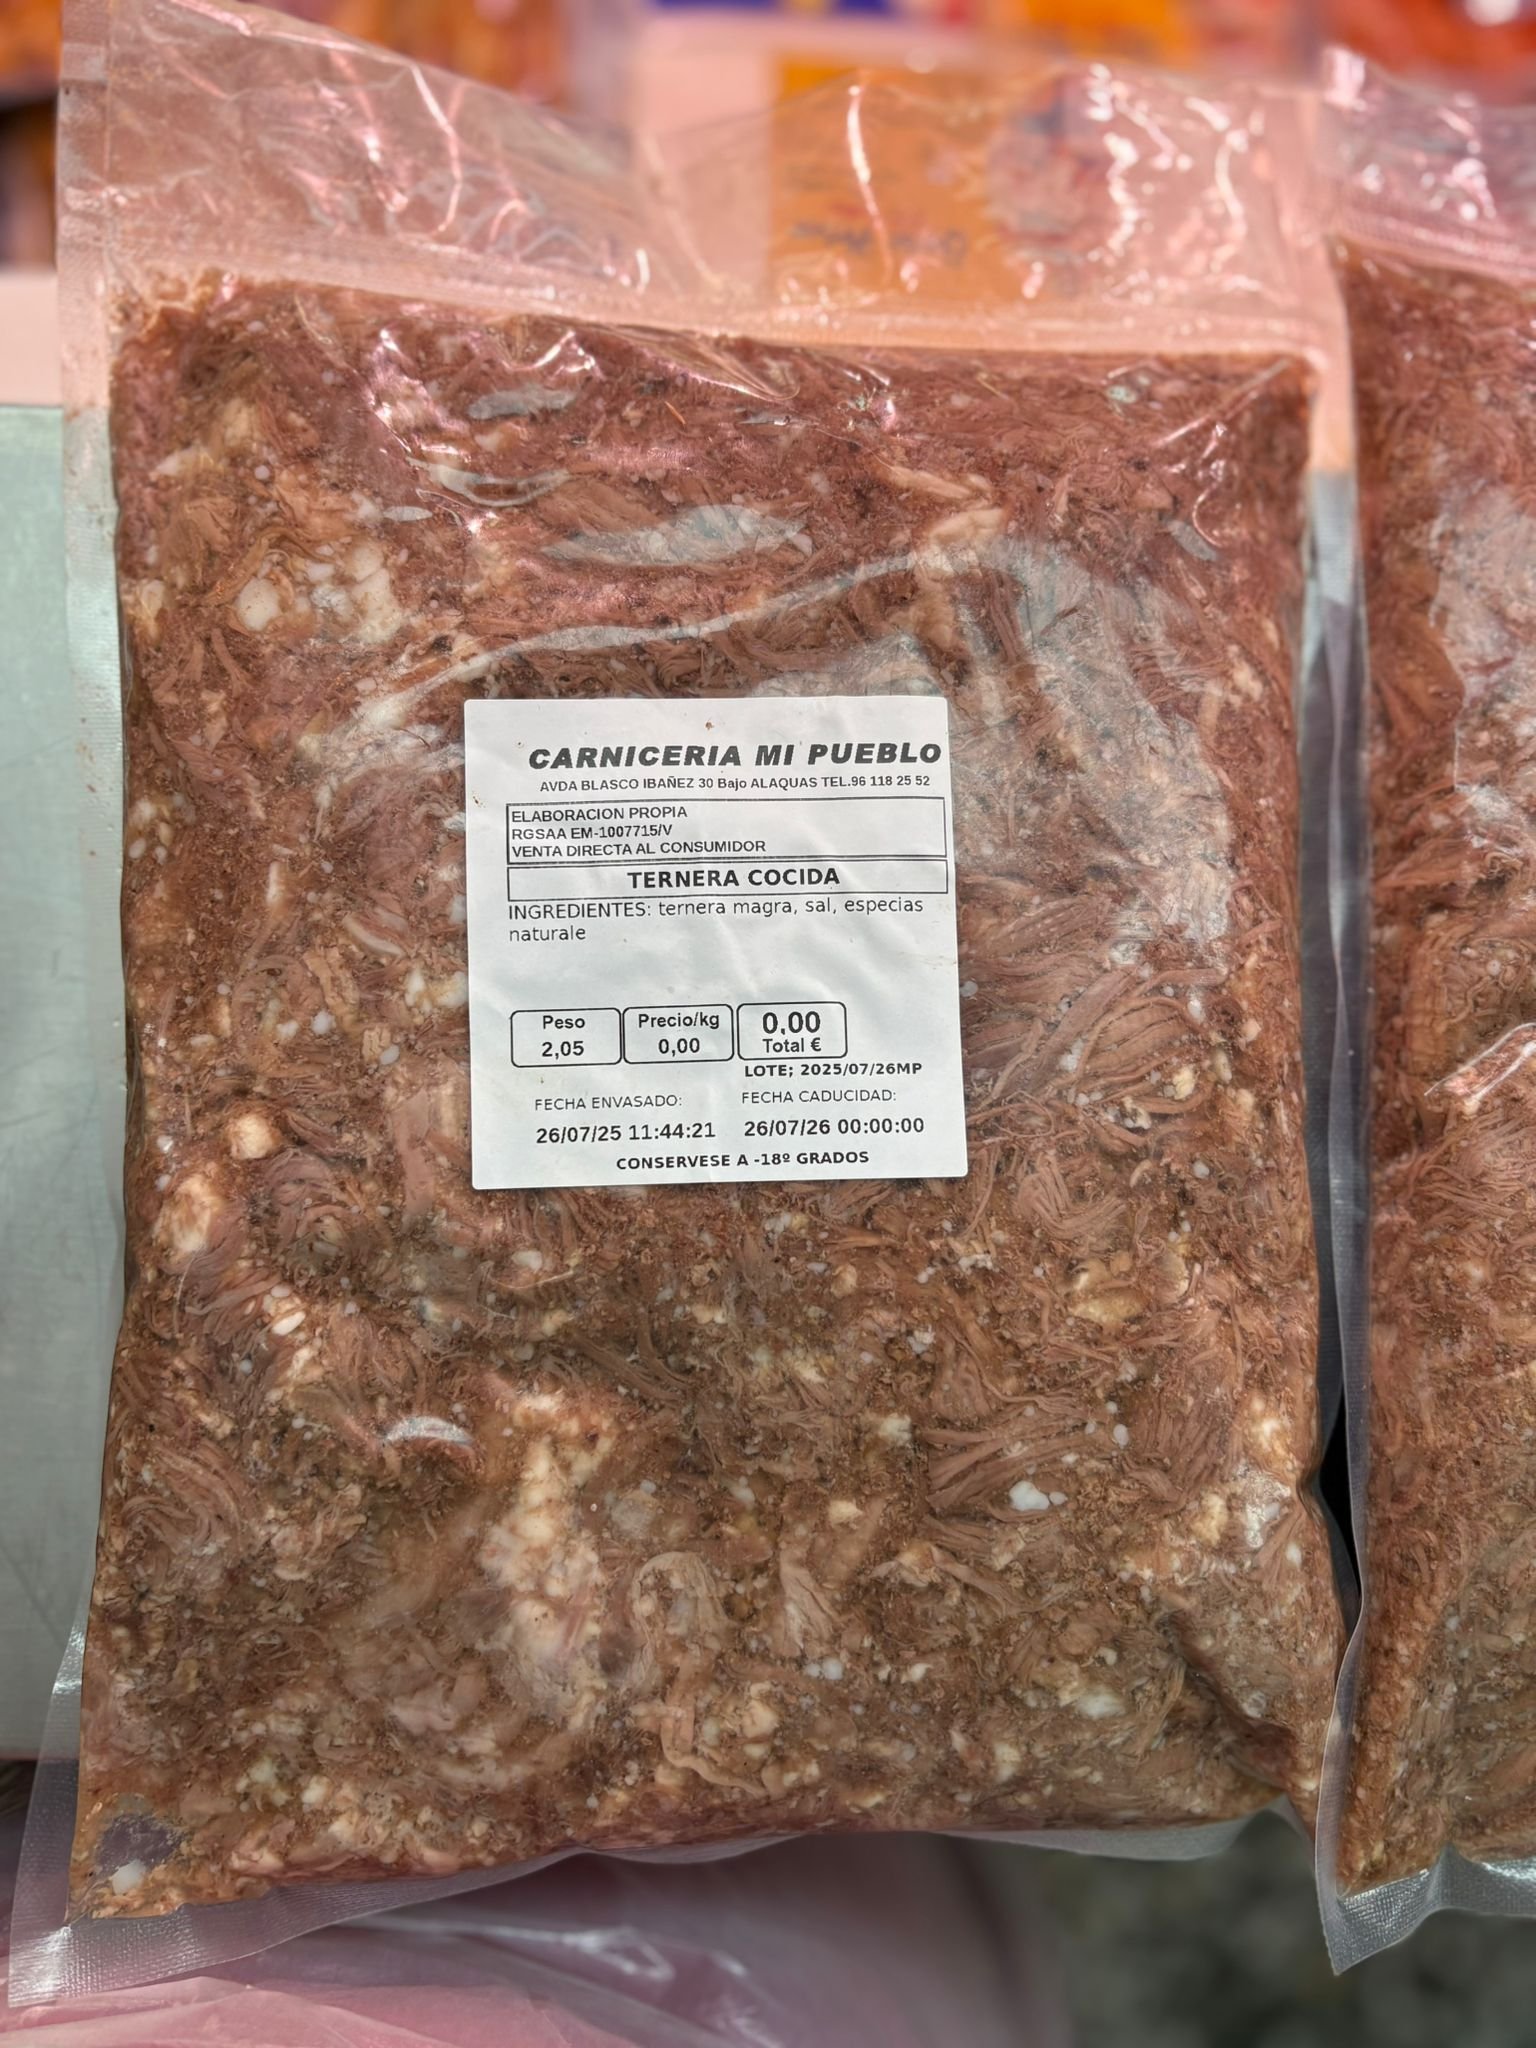 CARNICERIA MI PUEBLO
AVDA BLASCO IBAÑEZ 30 Bajo ALAQUAS TEL.96 118 25 52
ELABORACION PROPIA
RGSAA EM-1007715/V
VENTA DIRECTA AL CONSUMIDOR
TERNERA COCIDA
INGREDIENTES: ternera magra, sal, especias
naturale
Peso
2,05
Precio/kg
0,00
0,00
Total €
LOTE; 2025/07/26MP
FECHA ENVASADO:
26/07/25 11:44:21
FECHA CADUCIDAD:
26/07/26 00:00:00
CONSERVESE A -18º GRADOS